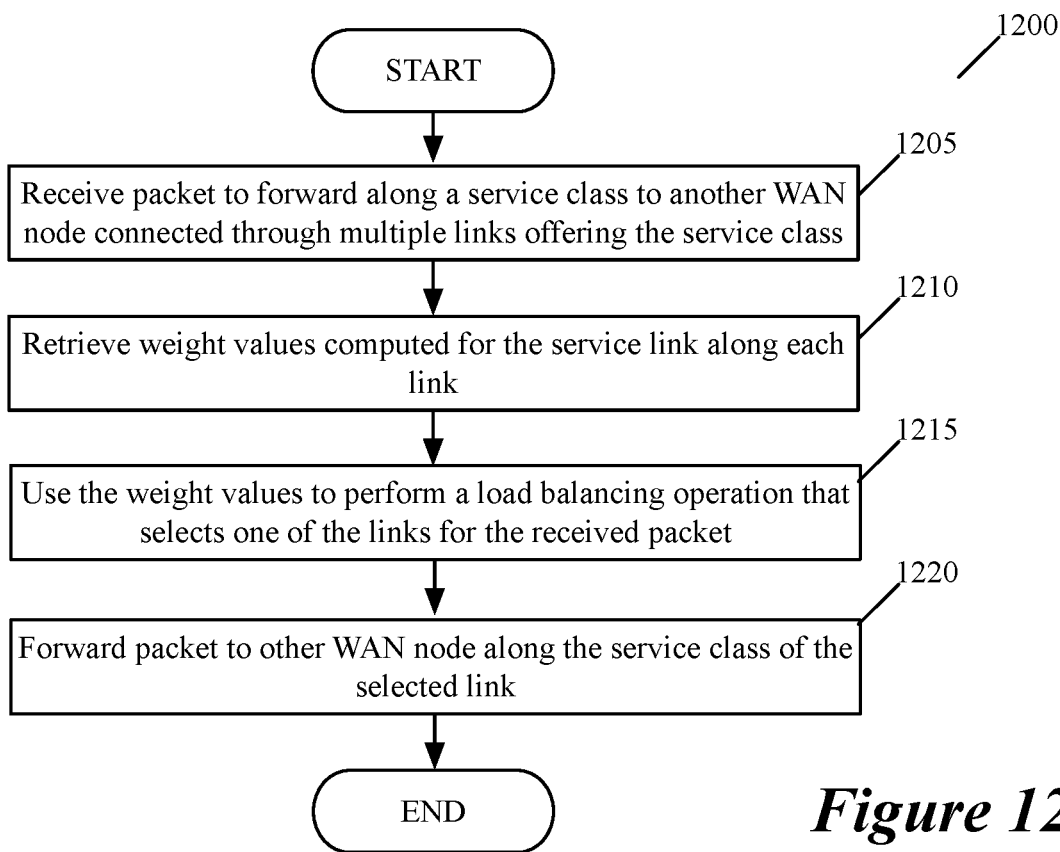 1200
START
1205
Receive packet to forward along a service class to another WAN
node connected through multiple links offering the service class
1210
Retrieve weight values computed for the service link along each
link
1215
Use the weight values to perform a load balancing operation that
selects one of the links for the received packet
1220
Forward packet to other WAN node along the service class of the
selected link
END
Figure 12